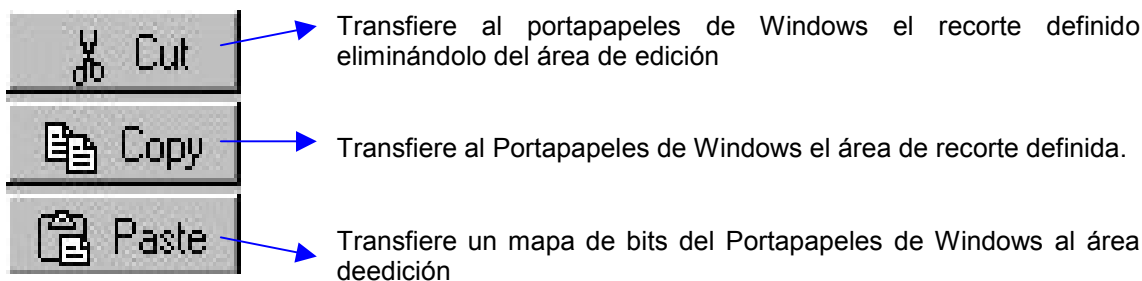 Cut
Transfiere al portapapeles de Windows el recorte definido
eliminándolo del área de edición
Copy
Transfiere al Portapapeles de Windows el área de recorte definida.
Paste
Transfiere un mapa de bits del Portapapeles de Windows al área
deedición